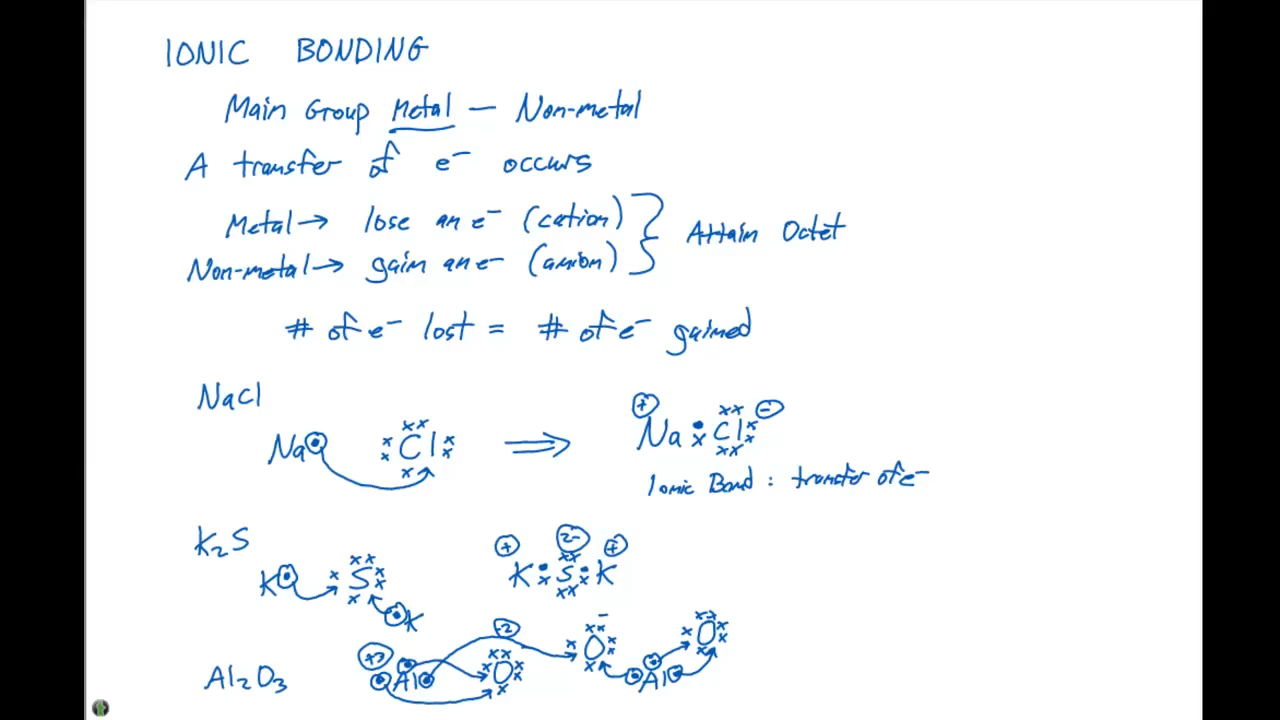 IONIC BONDING
Main Group Metal — Non-metal
A transfer of e⁻ occurs
Metal → lose an e⁻ (cation) } Attain Octet
Non-metal → gain an e⁻ (anion)
# of e⁻ lost = # of e⁻ gained
NaCl
Na Cl ⇒ + Na Cl −
Ionic Bond : transfer of e⁻
K₂S
K S K + K S 2- K +
Al₂O₃ +3 Al -2 O O − Al O